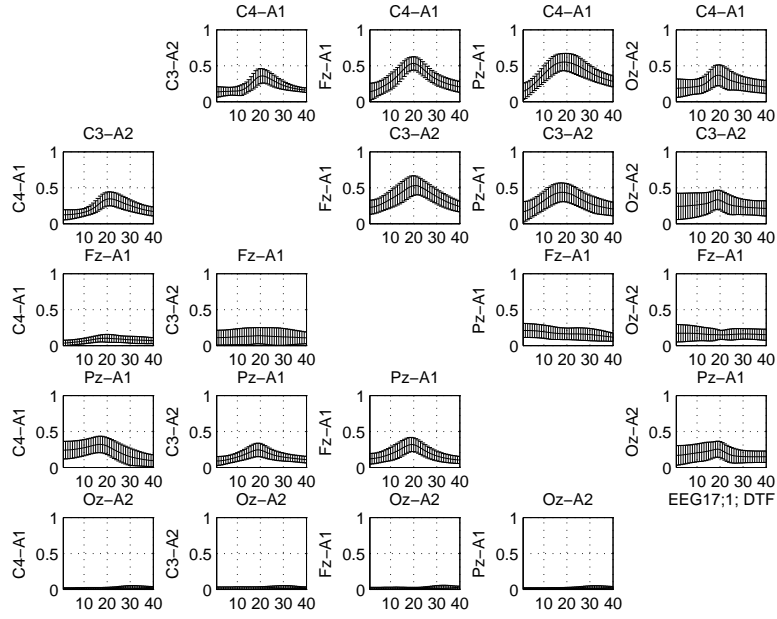 C4−A1 C4−A1 C4−A1 C4−A1
1 1 1 1
C3−A2 Fz−A1 Pz−A1 Oz−A2
0.5 0.5 0.5 0.5
0 0 0 0
10 20 30 40 10 20 30 40 10 20 30 40 10 20 30 40
C3−A2 C3−A2 C3−A2 C3−A2
1 1 1 1
C4−A1 Fz−A1 Pz−A1 Oz−A2
0.5 0.5 0.5 0.5
0 0 0 0
10 20 30 40 10 20 30 40 10 20 30 40 10 20 30 40
Fz−A1 Fz−A1 Fz−A1 Fz−A1
1 1 1 1
C4−A1 C3−A2 Pz−A1 Oz−A2
0.5 0.5 0.5 0.5
0 0 0 0
10 20 30 40 10 20 30 40 10 20 30 40 10 20 30 40
Pz−A1 Pz−A1 Pz−A1 Pz−A1
1 1 1 1
C4−A1 C3−A2 Fz−A1 Oz−A2
0.5 0.5 0.5 0.5
0 0 0 0
10 20 30 40 10 20 30 40 10 20 30 40 10 20 30 40
EEG17;1; DTF
Oz−A2 Oz−A2 Oz−A2 Oz−A2
1 1 1 1
C4−A1 C3−A2 Fz−A1 Pz−A1
0.5 0.5 0.5 0.5
0 0 0 0
10 20 30 40 10 20 30 40 10 20 30 40 10 20 30 40